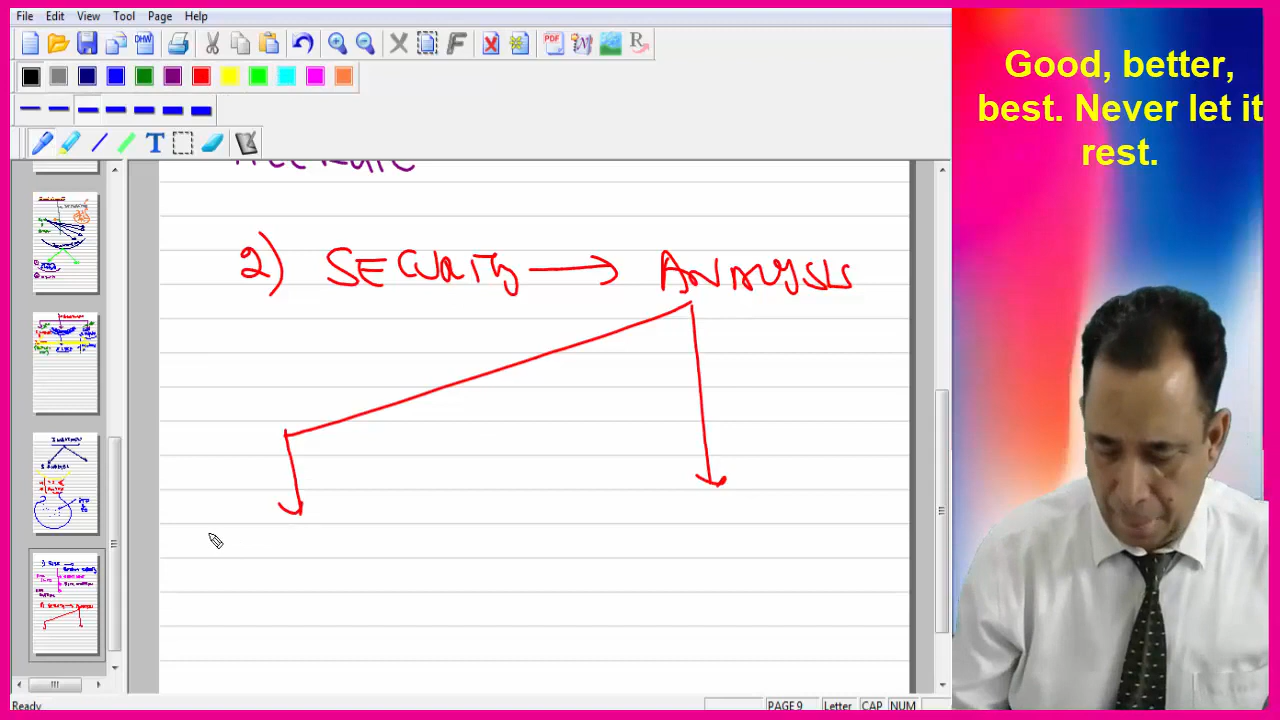 File Edit View Tool Page Help
Good, better,
best. Never let it
rest.
2) SECURITY → ANALYSIS
Ready
PAGE 9 Letter CAP NUM